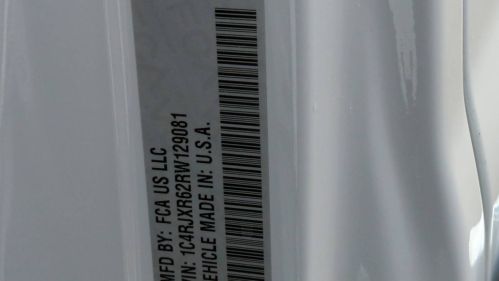 MFD BY: FCA US LLC
VIN: 1C4RJXR62RW129081
VEHICLE MADE IN: U.S.A.